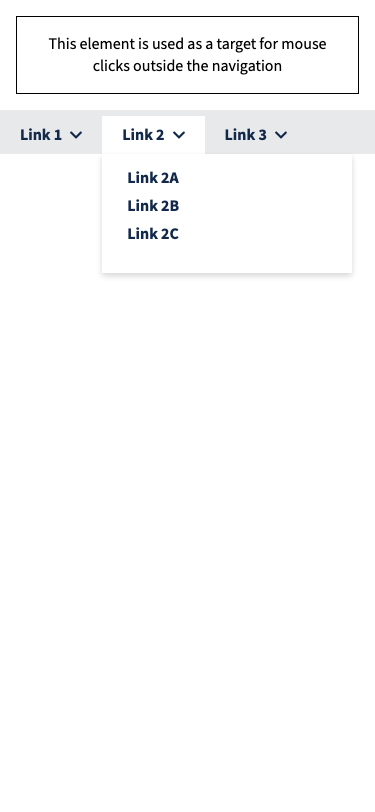 This element is used as a target for mouse
clicks outside the navigation
Link 1 Link 2 Link 3
Link 2A
Link 2B
Link 2C